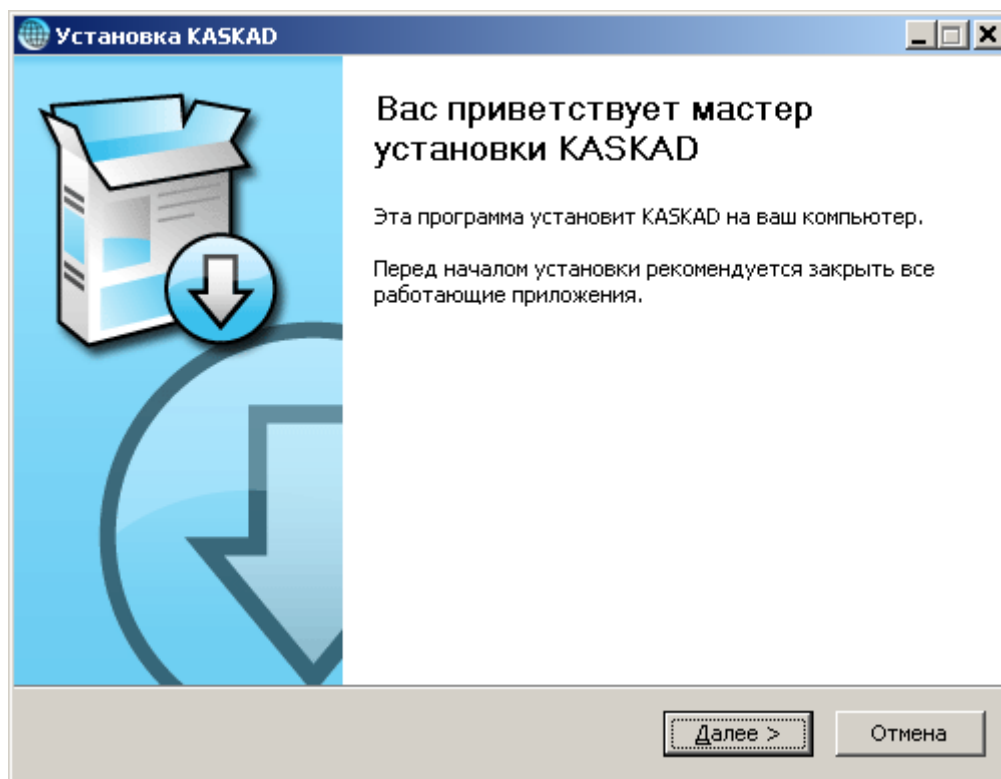 Установка KASKAD
Вас приветствует мастер
установки KASKAD
Эта программа установит KASKAD на ваш компьютер.
Перед началом установки рекомендуется закрыть все
работающие приложения.
Далее >
Отмена